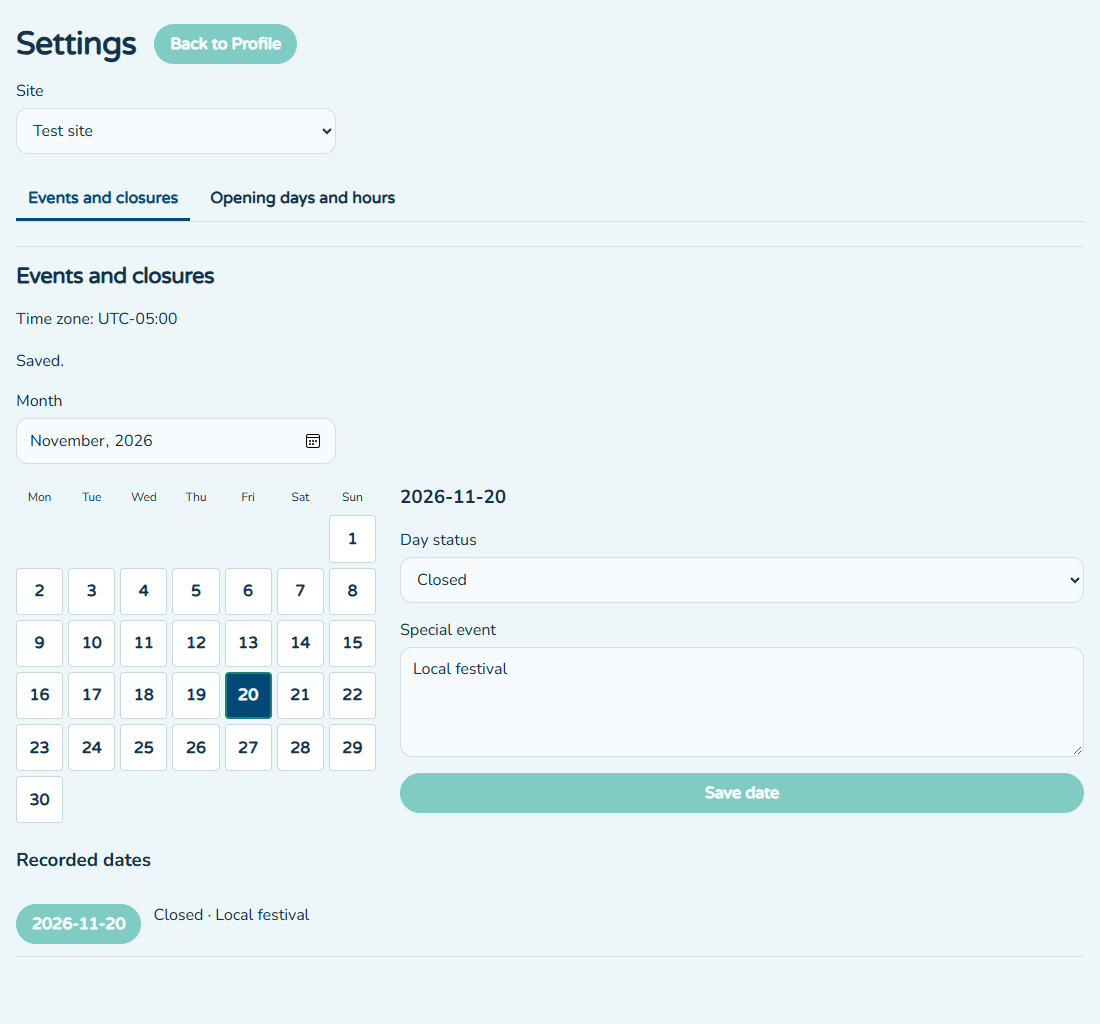 Settings
Back to Profile
Site
Test site
Events and closures
Opening days and hours
Events and closures
Time zone: UTC-05:00
Saved.
Month
November, 2026
Mon Tue Wed Thu Fri Sat Sun
1
2 3 4 5 6 7 8
9 10 11 12 13 14 15
16 17 18 19 20 21 22
23 24 25 26 27 28 29
30
2026-11-20
Day status
Closed
Special event
Local festival
Save date
Recorded dates
2026-11-20
Closed · Local festival